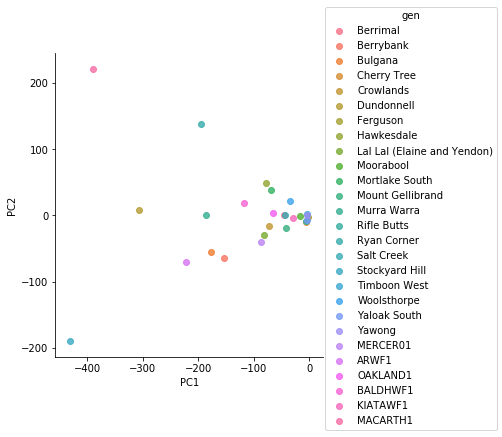 gen
Berrimal
Berrybank
Bulgana
Cherry Tree
Crowlands
Dundonnell
Ferguson
Hawkesdale
Lal Lal (Elaine and Yendon)
Moorabool
Mortlake South
Mount Gellibrand
Murra Warra
Rifle Butts
Ryan Corner
Salt Creek
Stockyard Hill
Timboon West
Woolsthorpe
Yaloak South
Yawong
MERCER01
ARWF1
OAKLAND1
BALDHWF1
KIATAWF1
MACARTH1
200
100
0
−100
−200
PC2
−400 −300 −200 −100 0
PC1